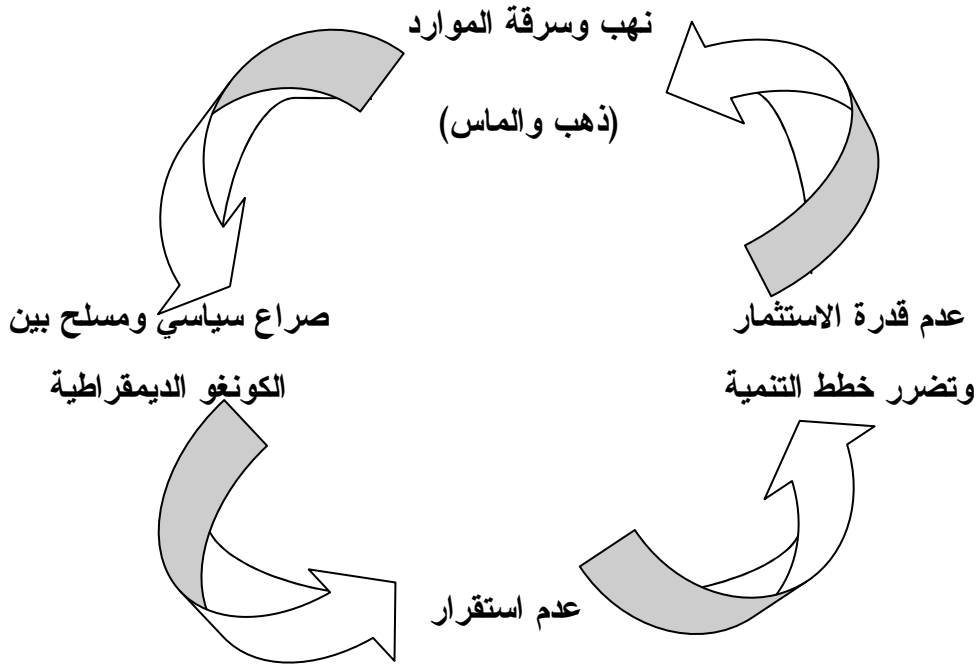 نهب وسرقة الموارد
(ذهب والماس)
صراع سياسي ومسلح بين
الكونغو الديمقراطية
عدم استقرار
عدم قدرة الاستثمار
وتضرر خطط التنمية